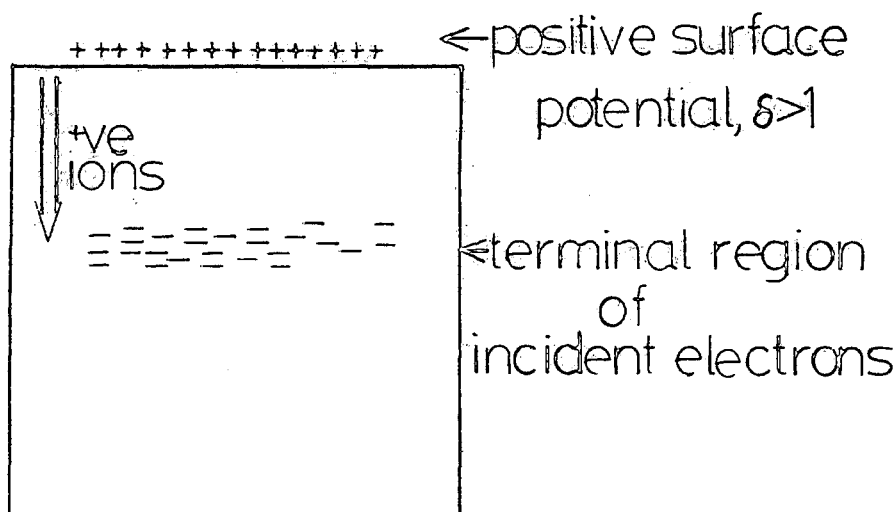 +++++++++++++
positive surface
potential, δ>1
+ve
ions
terminal region
of
incident electrons